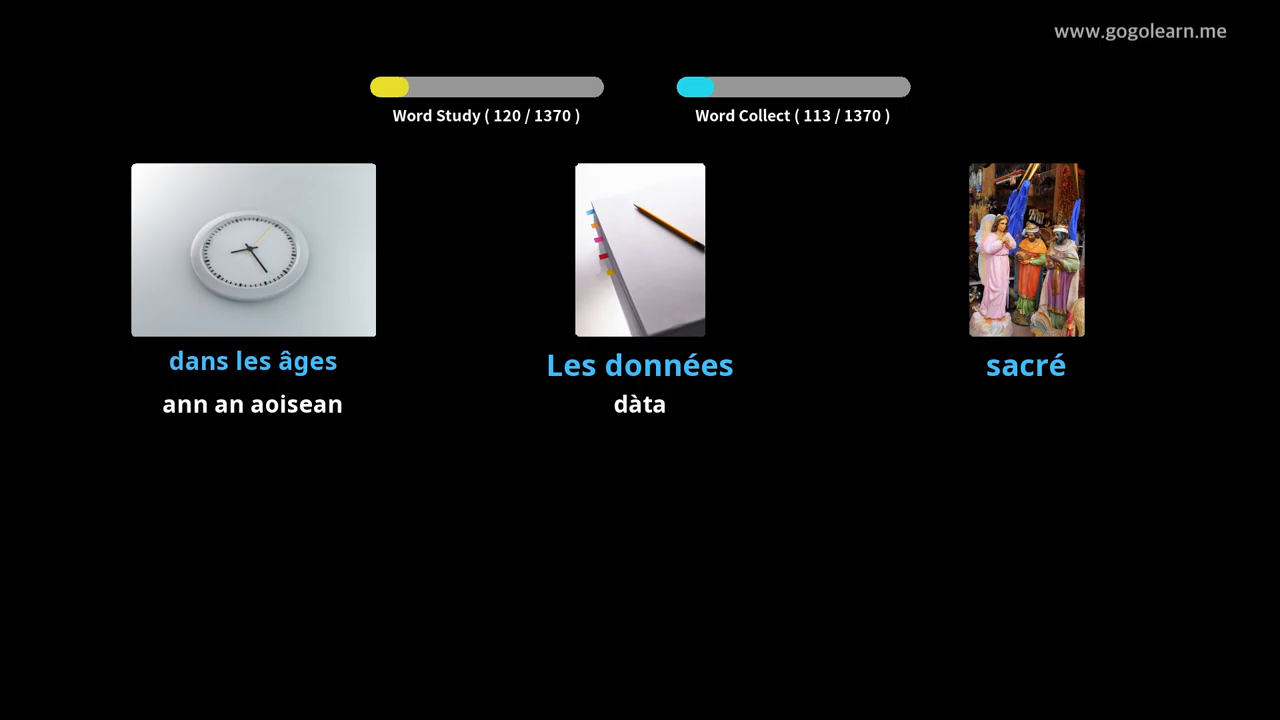 www.gogolearn.me
Word Study ( 120 / 1370 )
Word Collect ( 113 / 1370 )
dans les âges
ann an aoisean
Les données
dàta
sacré